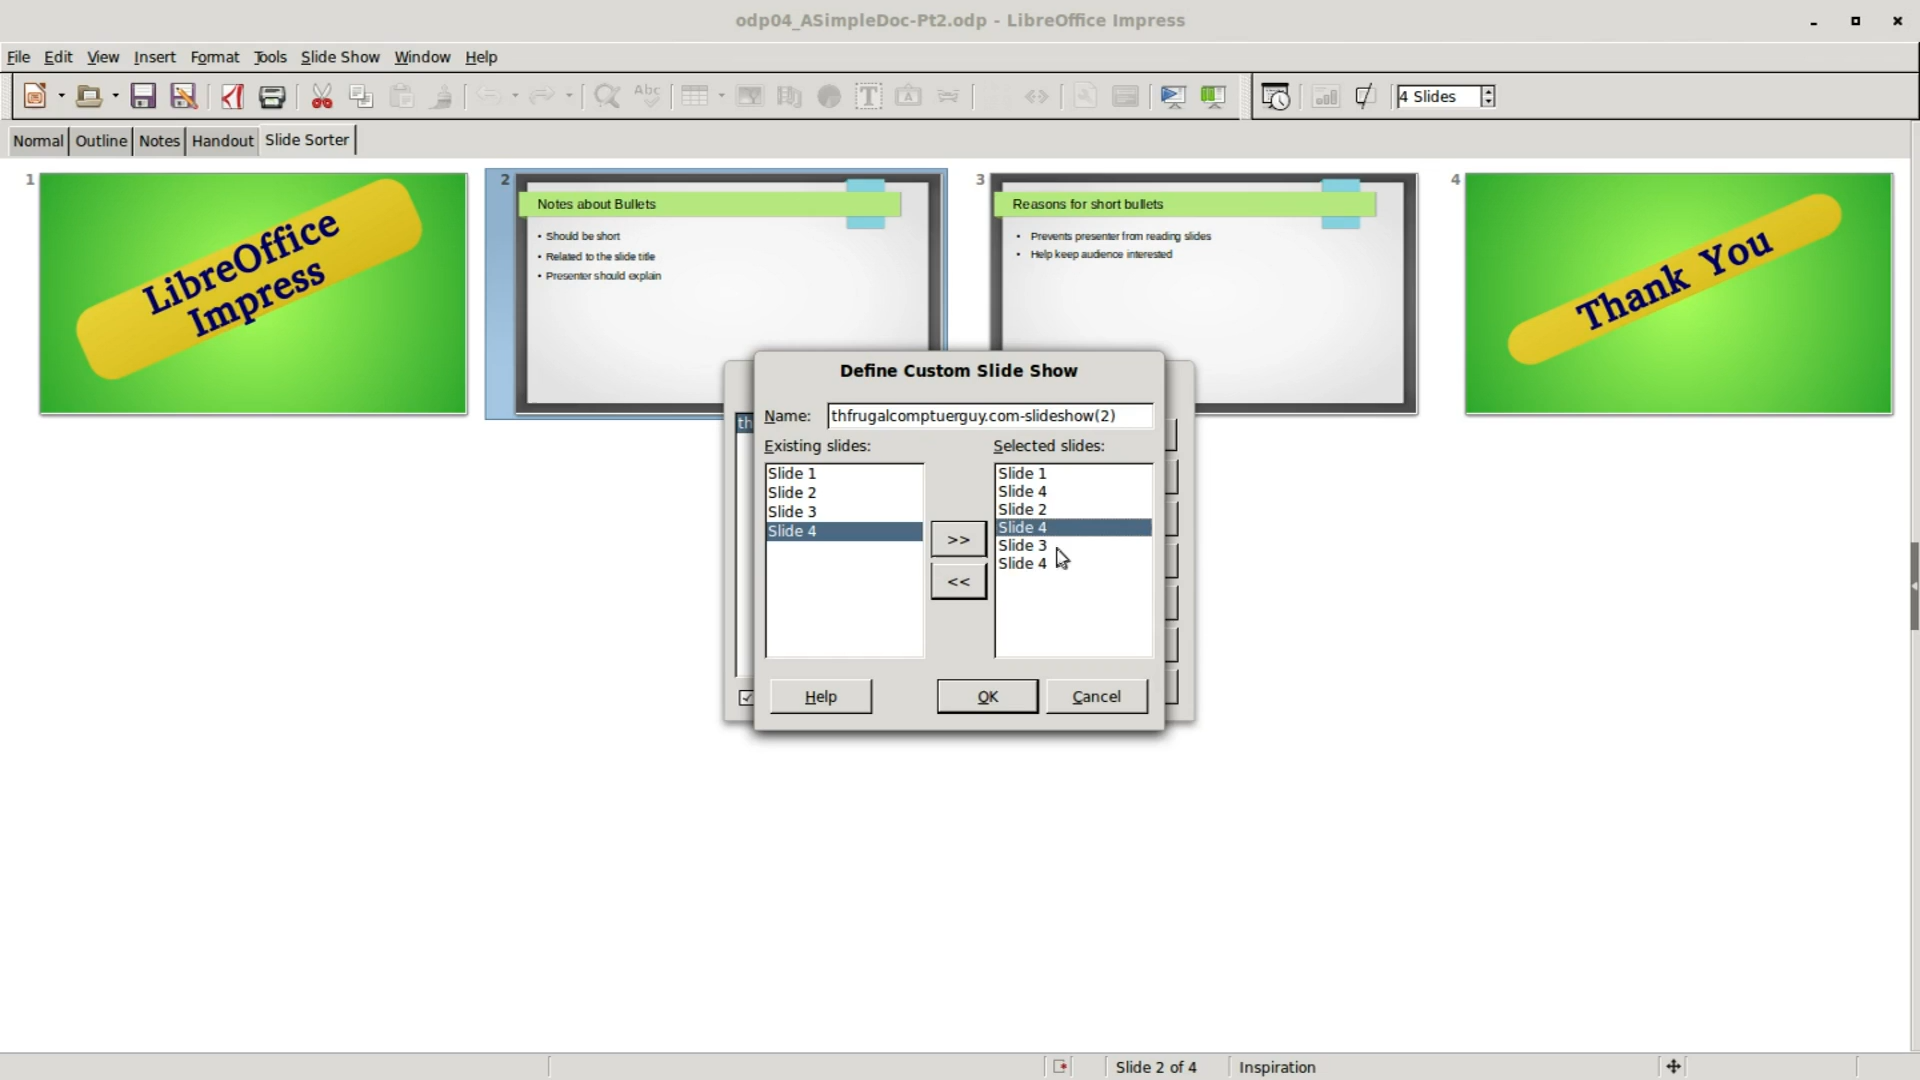 odp04_ASimpleDoc-Pt2.odp - LibreOffice Impress
File Edit View Insert Format Tools Slide Show Window Help
Abc T A 4 Slides
Normal Outline Notes Handout Slide Sorter
1
LibreOffice
Impress
2
Notes about Bullets
• Should be short
• Related to the slide title
• Presenter should explain
3
Reasons for short bullets
• Prevents presenter from reading slides
• Help keep audience interested
4
Thank You
th
Define Custom Slide Show
Name: thfrugalcomptuerguy.com-slideshow(2)
Existing slides:
Slide 1
Slide 2
Slide 3
Slide 4
>>
<<
Selected slides:
Slide 1
Slide 4
Slide 2
Slide 4
Slide 3
Slide 4
Help OK Cancel
Slide 2 of 4 Inspiration